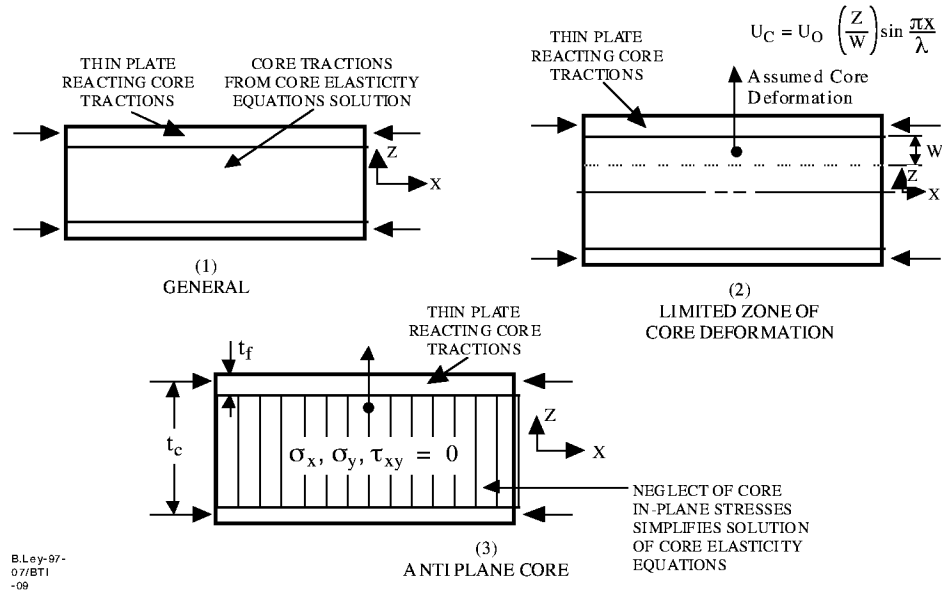 THIN PLATE
REACTING CORE
TRACTIONS
CORE TRACTIONS
FROM CORE ELASTICITY
EQUATIONS SOLUTION
Z
X
(1)
GENERAL
U_C = U_O (Z/W) sin πx/λ
THIN PLATE
REACTING CORE
TRACTIONS
Assumed Core
Deformation
W
Z
X
(2)
LIMITED ZONE OF
CORE DEFORMATION
THIN PLATE
REACTING CORE
TRACTIONS
t_f
t_c
σ_x, σ_y, τ_xy = 0
Z
X
NEGLECT OF CORE
IN-PLANE STRESSES
SIMPLIFIES SOLUTION
OF CORE ELASTICITY
EQUATIONS
(3)
ANTIPLANE CORE
B.Ley-97-
07/BTI
-09